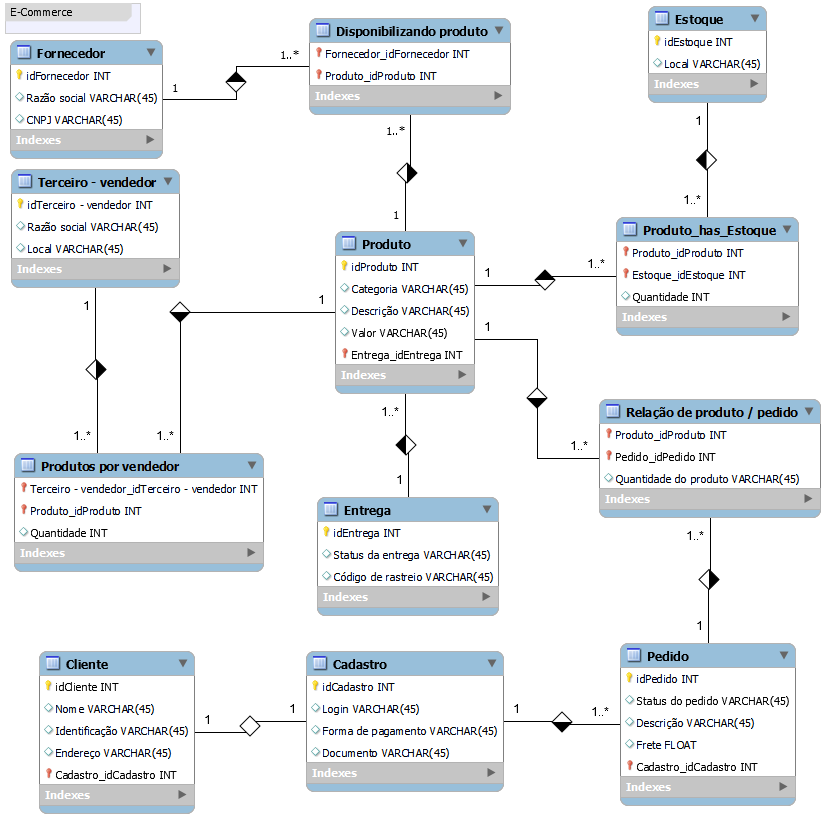 E-Commerce
Fornecedor
idFornecedor INT
Razão social VARCHAR(45)
CNPJ VARCHAR(45)
Indexes
1
1..*
Disponibilizando produto
Fornecedor_idFornecedor INT
Produto_idProduto INT
Indexes
1..*
1
Estoque
idEstoque INT
Local VARCHAR(45)
Indexes
1
1..*
Terceiro - vendedor
idTerceiro - vendedor INT
Razão social VARCHAR(45)
Local VARCHAR(45)
Indexes
1
1..*
Produto
idProduto INT
Categoria VARCHAR(45)
Descrição VARCHAR(45)
Valor VARCHAR(45)
Entrega_idEntrega INT
Indexes
1
1..*
1
1..*
1
1..*
1..*
1
Produto_has_Estoque
Produto_idProduto INT
Estoque_idEstoque INT
Quantidade INT
Indexes
Relação de produto / pedido
Produto_idProduto INT
Pedido_idPedido INT
Quantidade do produto VARCHAR(45)
Indexes
1..*
1
Produtos por vendedor
Terceiro - vendedor_idTerceiro - vendedor INT
Produto_idProduto INT
Quantidade INT
Indexes
Entrega
idEntrega INT
Status da entrega VARCHAR(45)
Código de rastreio VARCHAR(45)
Indexes
Cliente
idCliente INT
Nome VARCHAR(45)
Identificação VARCHAR(45)
Endereço VARCHAR(45)
Cadastro_idCadastro INT
Indexes
1
1
Cadastro
idCadastro INT
Login VARCHAR(45)
Forma de pagamento VARCHAR(45)
Documento VARCHAR(45)
Indexes
1
1..*
Pedido
idPedido INT
Status do pedido VARCHAR(45)
Descrição VARCHAR(45)
Frete FLOAT
Cadastro_idCadastro INT
Indexes